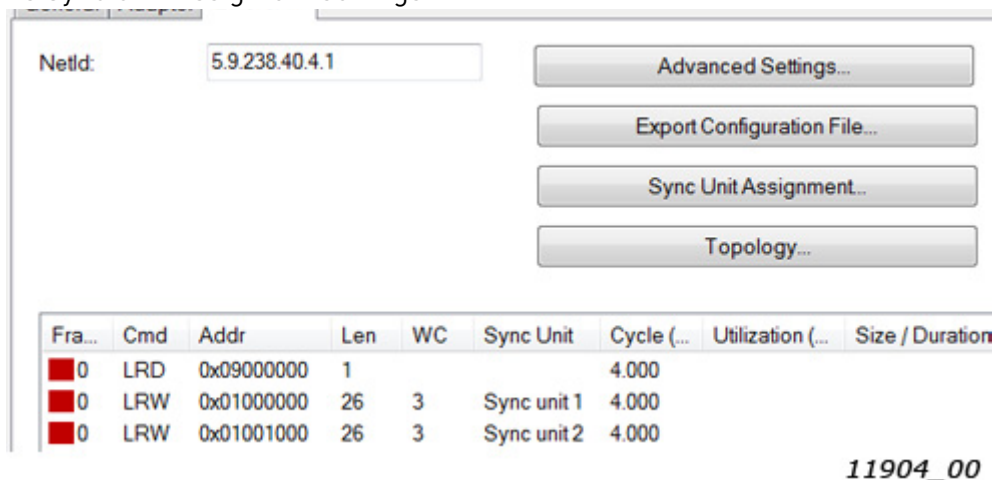 NetId: 5.9.238.40.4.1
Advanced Settings...
Export Configuration File...
Sync Unit Assignment...
Topology...
Fra... Cmd Addr Len WC Sync Unit Cycle (... Utilization (... Size / Duration
0 LRD 0x09000000 1 4.000
0 LRW 0x01000000 26 3 Sync unit 1 4.000
0 LRW 0x01001000 26 3 Sync unit 2 4.000
11904_00